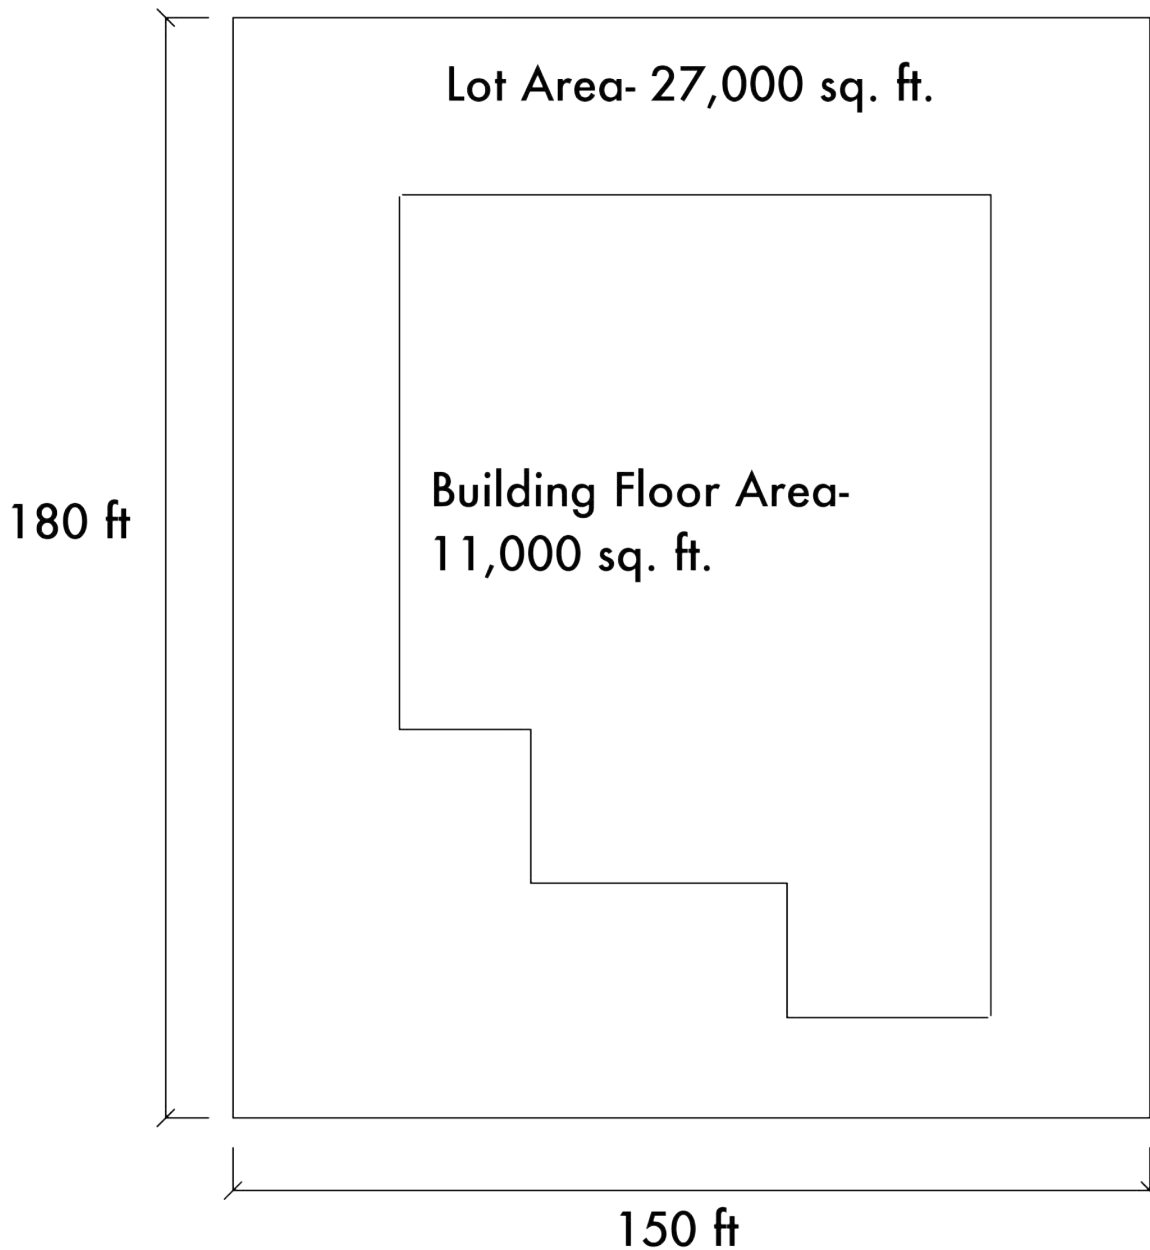 Lot Area- 27,000 sq. ft.
Building Floor Area-
11,000 sq. ft.
180 ft
150 ft